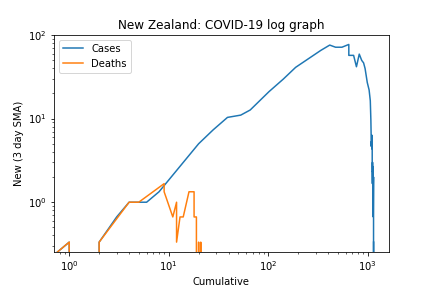 New Zealand: COVID-19 log graph
Cases
Deaths
New (3 day SMA)
10²
10¹
10⁰
10⁰ 10¹ 10² 10³
Cumulative